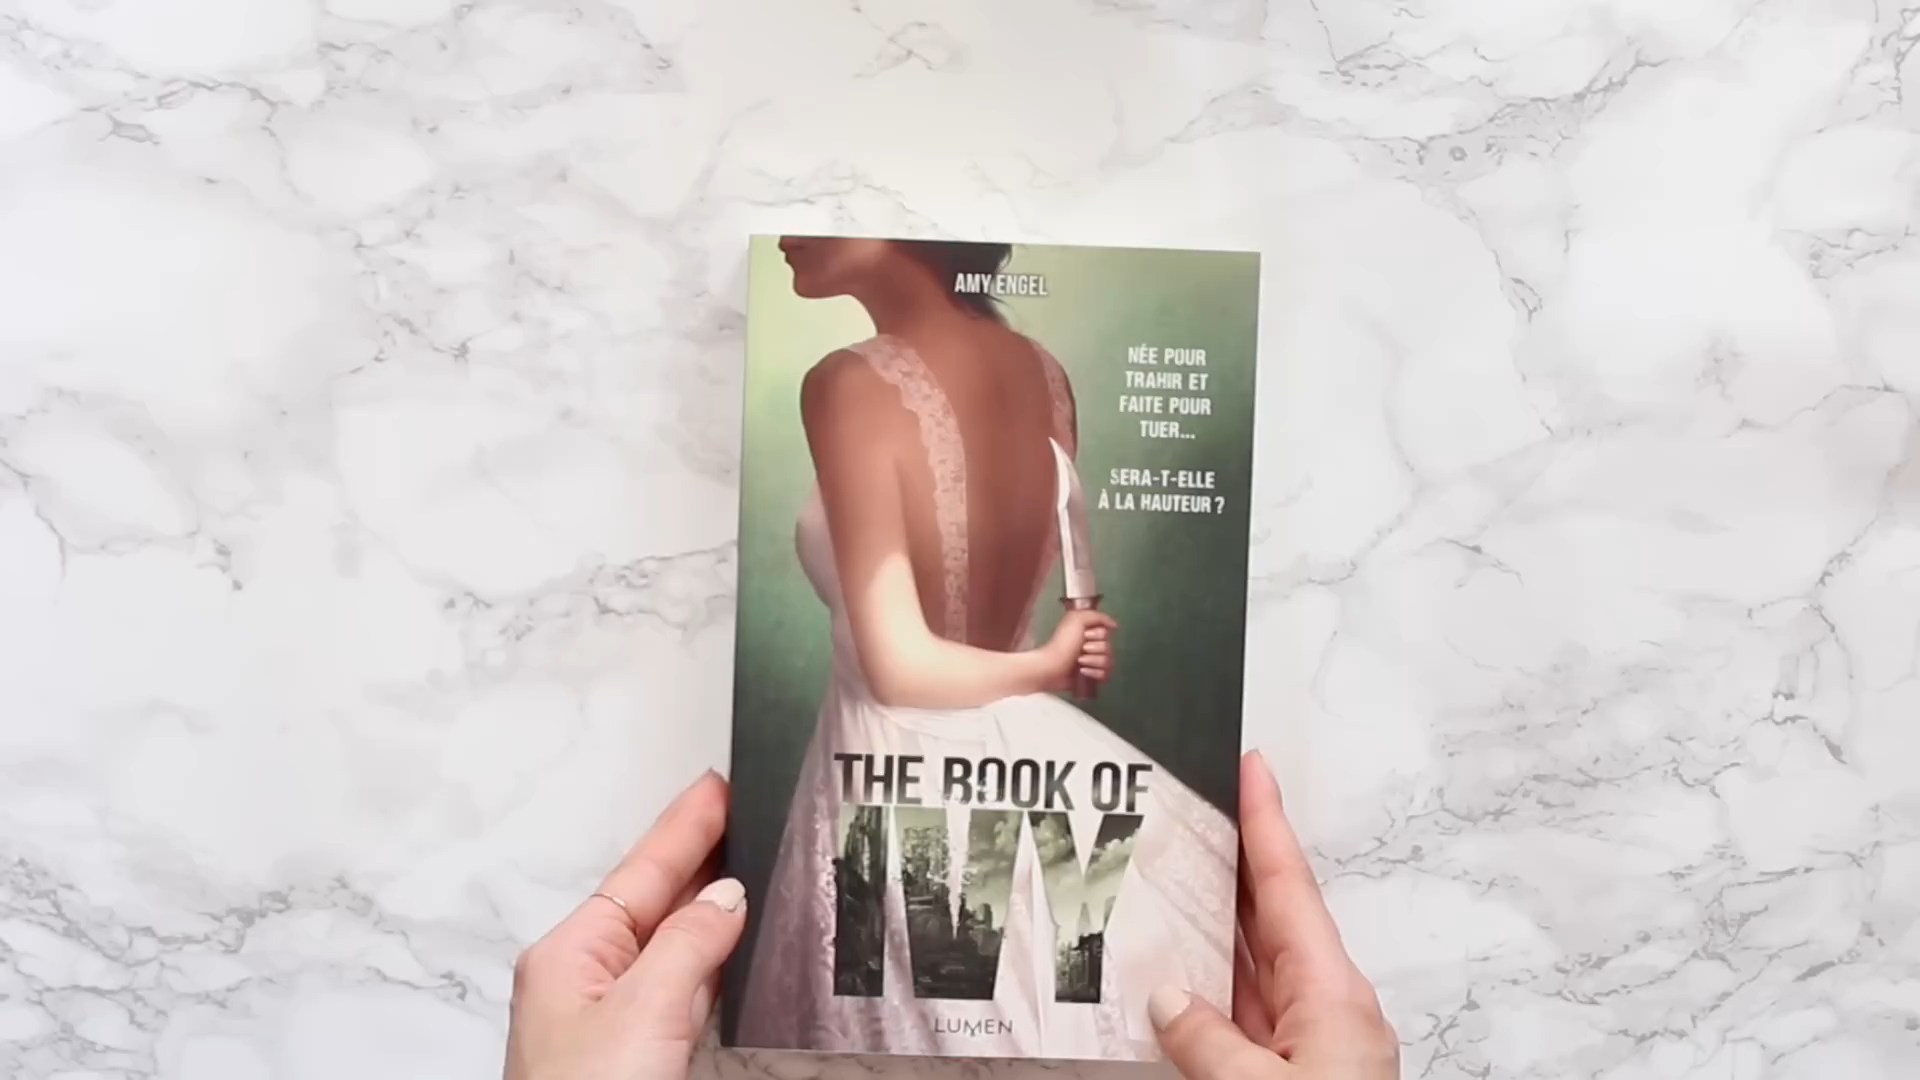 AMY ENGEL
NÉE POUR
TRAHIR ET
FAITE POUR
TUER...
SERA-T-ELLE
À LA HAUTEUR ?
THE BOOK OF
IVY
LUMEN